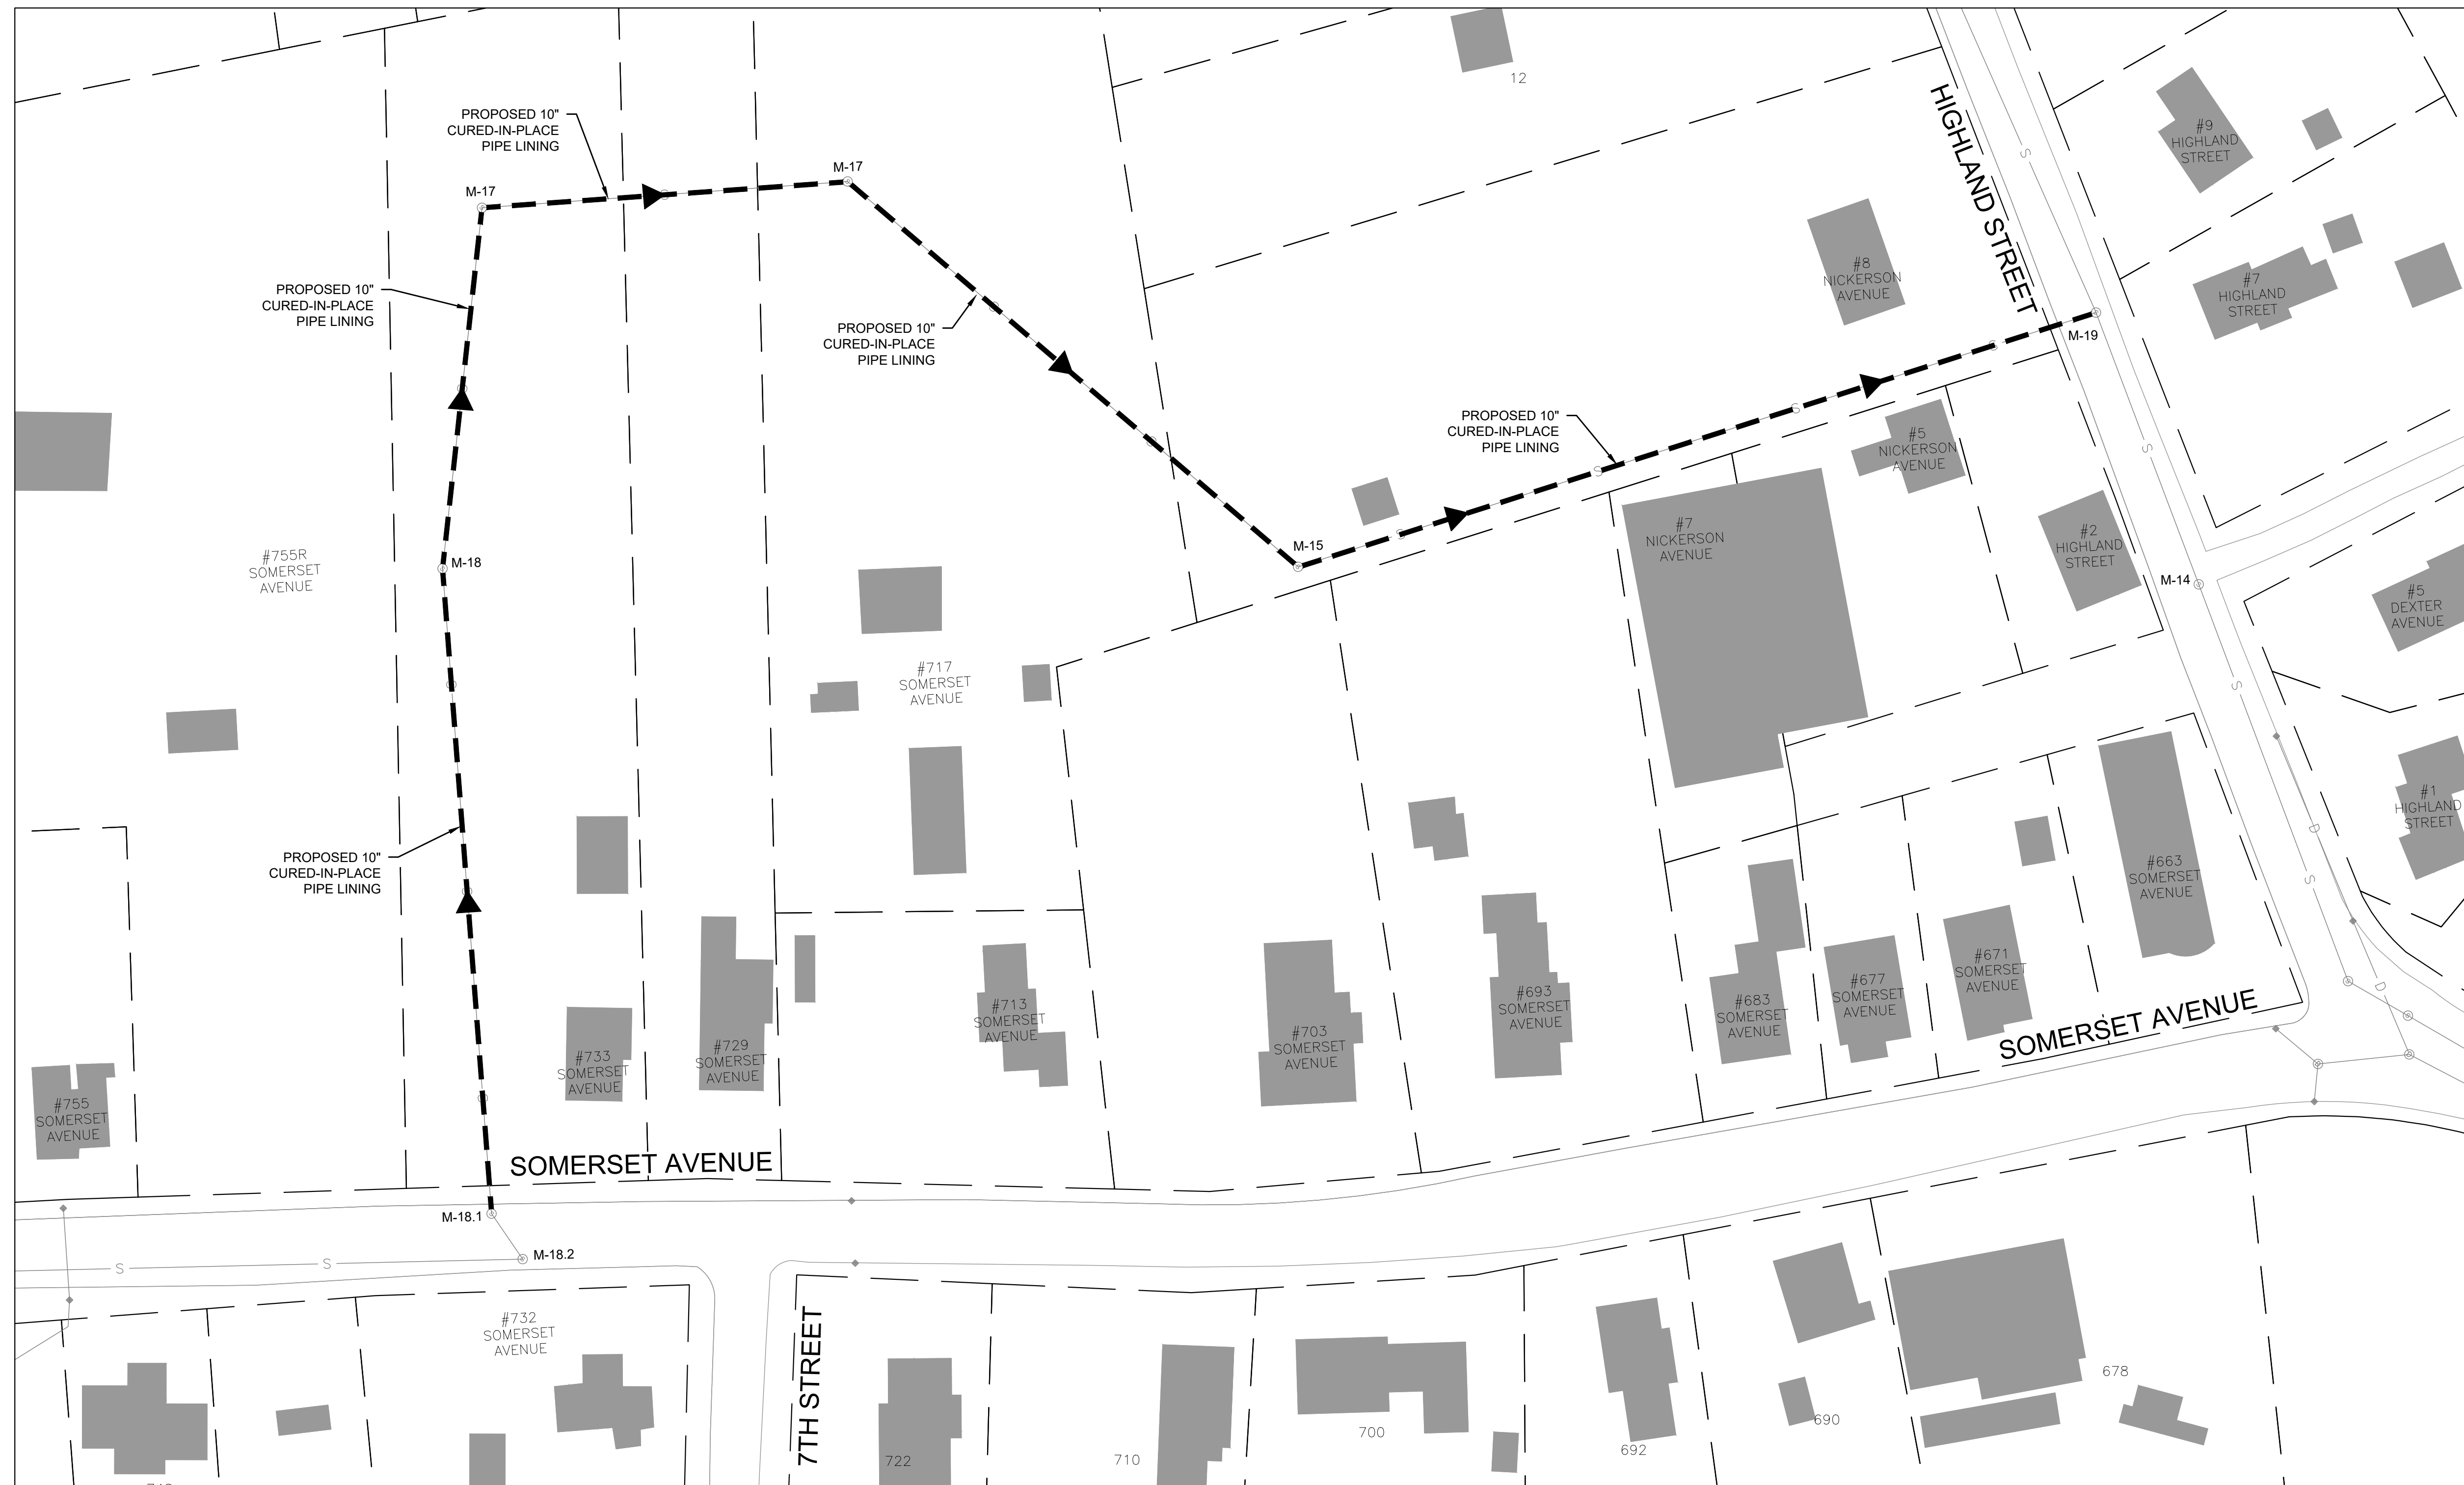 12
HIGHLAND STREET
#9
HIGHLAND
STREET
PROPOSED 10"
CURED-IN-PLACE
PIPE LINING
M-17
M-17
S
#8
NICKERSON
AVENUE
#7
HIGHLAND
STREET
PROPOSED 10"
CURED-IN-PLACE
PIPE LINING
PROPOSED 10"
CURED-IN-PLACE
PIPE LINING
M-19
PROPOSED 10"
CURED-IN-PLACE
PIPE LINING
#5
NICKERSON
AVENUE
S
#7
NICKERSON
AVENUE
#2
HIGHLAND
STREET
M-15
#755R
SOMERSET
AVENUE
M-18
M-14
#5
DEXTER
AVENUE
#717
SOMERSET
AVENUE
S
#1
HIGHLAND
STREET
D
PROPOSED 10"
CURED-IN-PLACE
PIPE LINING
#663
SOMERSET
AVENUE
S
#671
SOMERSET
AVENUE
#677
SOMERSET
AVENUE
#683
SOMERSET
AVENUE
#693
SOMERSET
AVENUE
#713
SOMERSET
AVENUE
#703
SOMERSET
AVENUE
#733
SOMERSET
AVENUE
#729
SOMERSET
AVENUE
#755
SOMERSET
AVENUE
D
SOMERSET AVENUE
SOMERSET AVENUE
M-18.1
M-18.2
S
S
#732
SOMERSET
AVENUE
7TH STREET
722
710
700
692
690
678